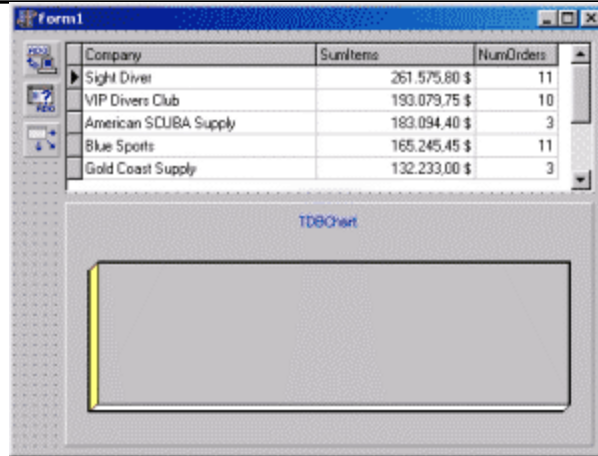 Form1
Company SumItems NumOrders
Sight Diver 261.575,80 $ 11
VIP Divers Club 193.079,75 $ 10
American SCUBA Supply 183.094,40 $ 3
Blue Sports 165.245,45 $ 11
Gold Coast Supply 132.233,00 $ 3
TDBChart